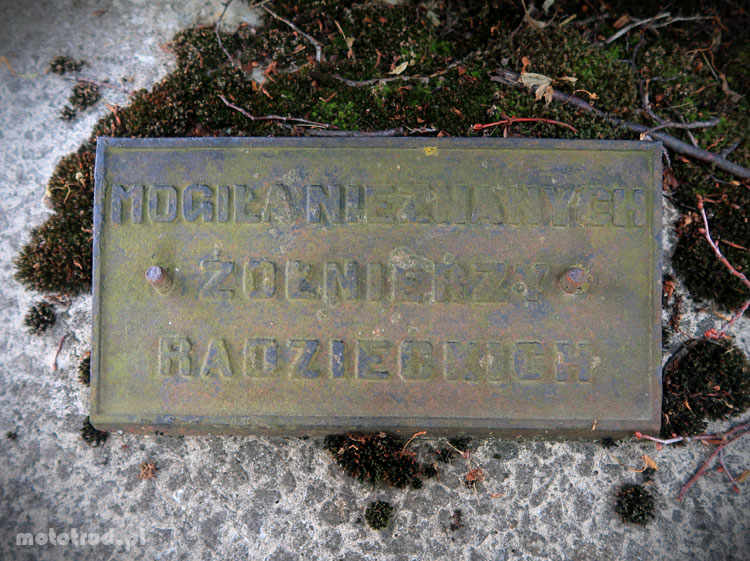 MOGIŁA NIEZNANYCH
ŻOŁNIERZY
RADZIECKICH
mototrud.pl